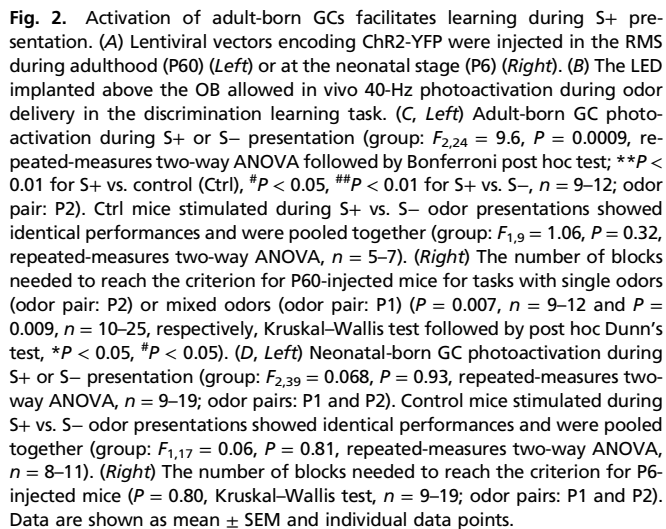 Fig. 2. Activation of adult-born GCs facilitates learning during S+ pre-
sentation. (A) Lentiviral vectors encoding ChR2-YFP were injected in the RMS
during adulthood (P60) (Left) or at the neonatal stage (P6) (Right). (B) The LED
implanted above the OB allowed in vivo 40-Hz photoactivation during odor
delivery in the discrimination learning task. (C, Left) Adult-born GC photo-
activation during S+ or S− presentation (group: F2,24 = 9.6, P = 0.0009, re-
peated-measures two-way ANOVA followed by Bonferroni post hoc test; **P <
0.01 for S+ vs. control (Ctrl), #P < 0.05, ##P < 0.01 for S+ vs. S−, n = 9–12; odor
pair: P2). Ctrl mice stimulated during S+ vs. S− odor presentations showed
identical performances and were pooled together (group: F1,9 = 1.06, P = 0.32,
repeated-measures two-way ANOVA, n = 5–7). (Right) The number of blocks
needed to reach the criterion for P60-injected mice for tasks with single odors
(odor pair: P2) or mixed odors (odor pair: P1) (P = 0.007, n = 9–12 and P =
0.009, n = 10–25, respectively, Kruskal–Wallis test followed by post hoc Dunn's
test, *P < 0.05, #P < 0.05). (D, Left) Neonatal-born GC photoactivation during
S+ or S− presentation (group: F2,39 = 0.068, P = 0.93, repeated-measures two-
way ANOVA, n = 9–19; odor pairs: P1 and P2). Control mice stimulated during
S+ vs. S− odor presentations showed identical performances and were pooled
together (group: F1,17 = 0.06, P = 0.81, repeated-measures two-way ANOVA,
n = 8–11). (Right) The number of blocks needed to reach the criterion for P6-
injected mice (P = 0.80, Kruskal–Wallis test, n = 9–19; odor pairs: P1 and P2).
Data are shown as mean ± SEM and individual data points.